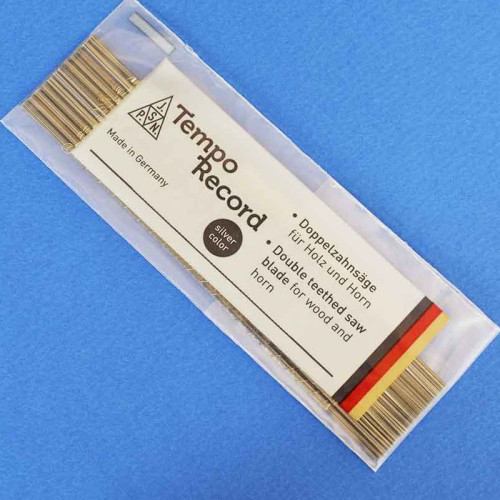 J.
S N.
P.
Made in Germany
Tempo
Record
silver
color
• Doppelzahnsäge
für Holz und Horn
• Double teethed saw
blade for wood and
horn